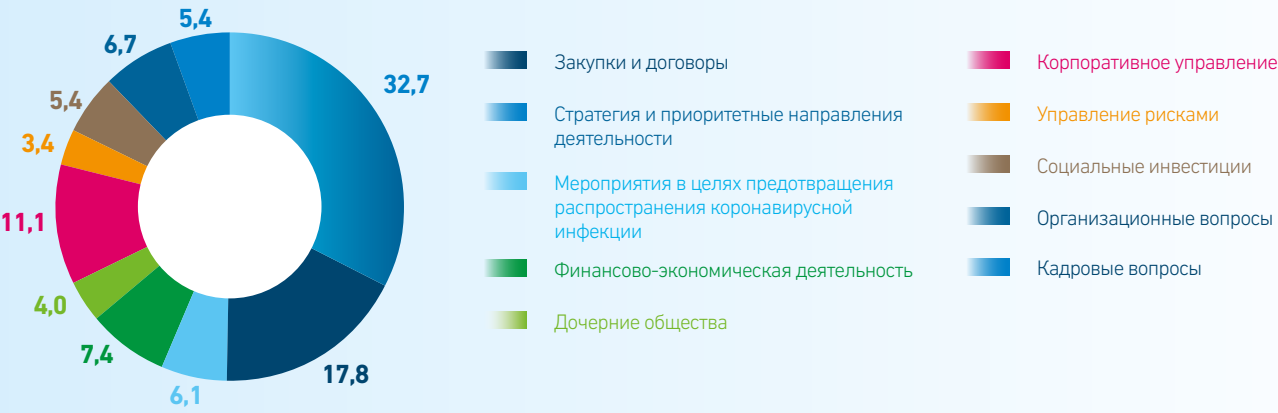 5,4
6,7
32,7
5,4
3,4
11,1
4,0
7,4
6,1
17,8
Закупки и договоры
Стратегия и приоритетные направления
деятельности
Мероприятия в целях предотвращения
распространения коронавирусной
инфекции
Финансово-экономическая деятельность
Дочерние общества
Корпоративное управление
Управление рисками
Социальные инвестиции
Организационные вопросы
Кадровые вопросы